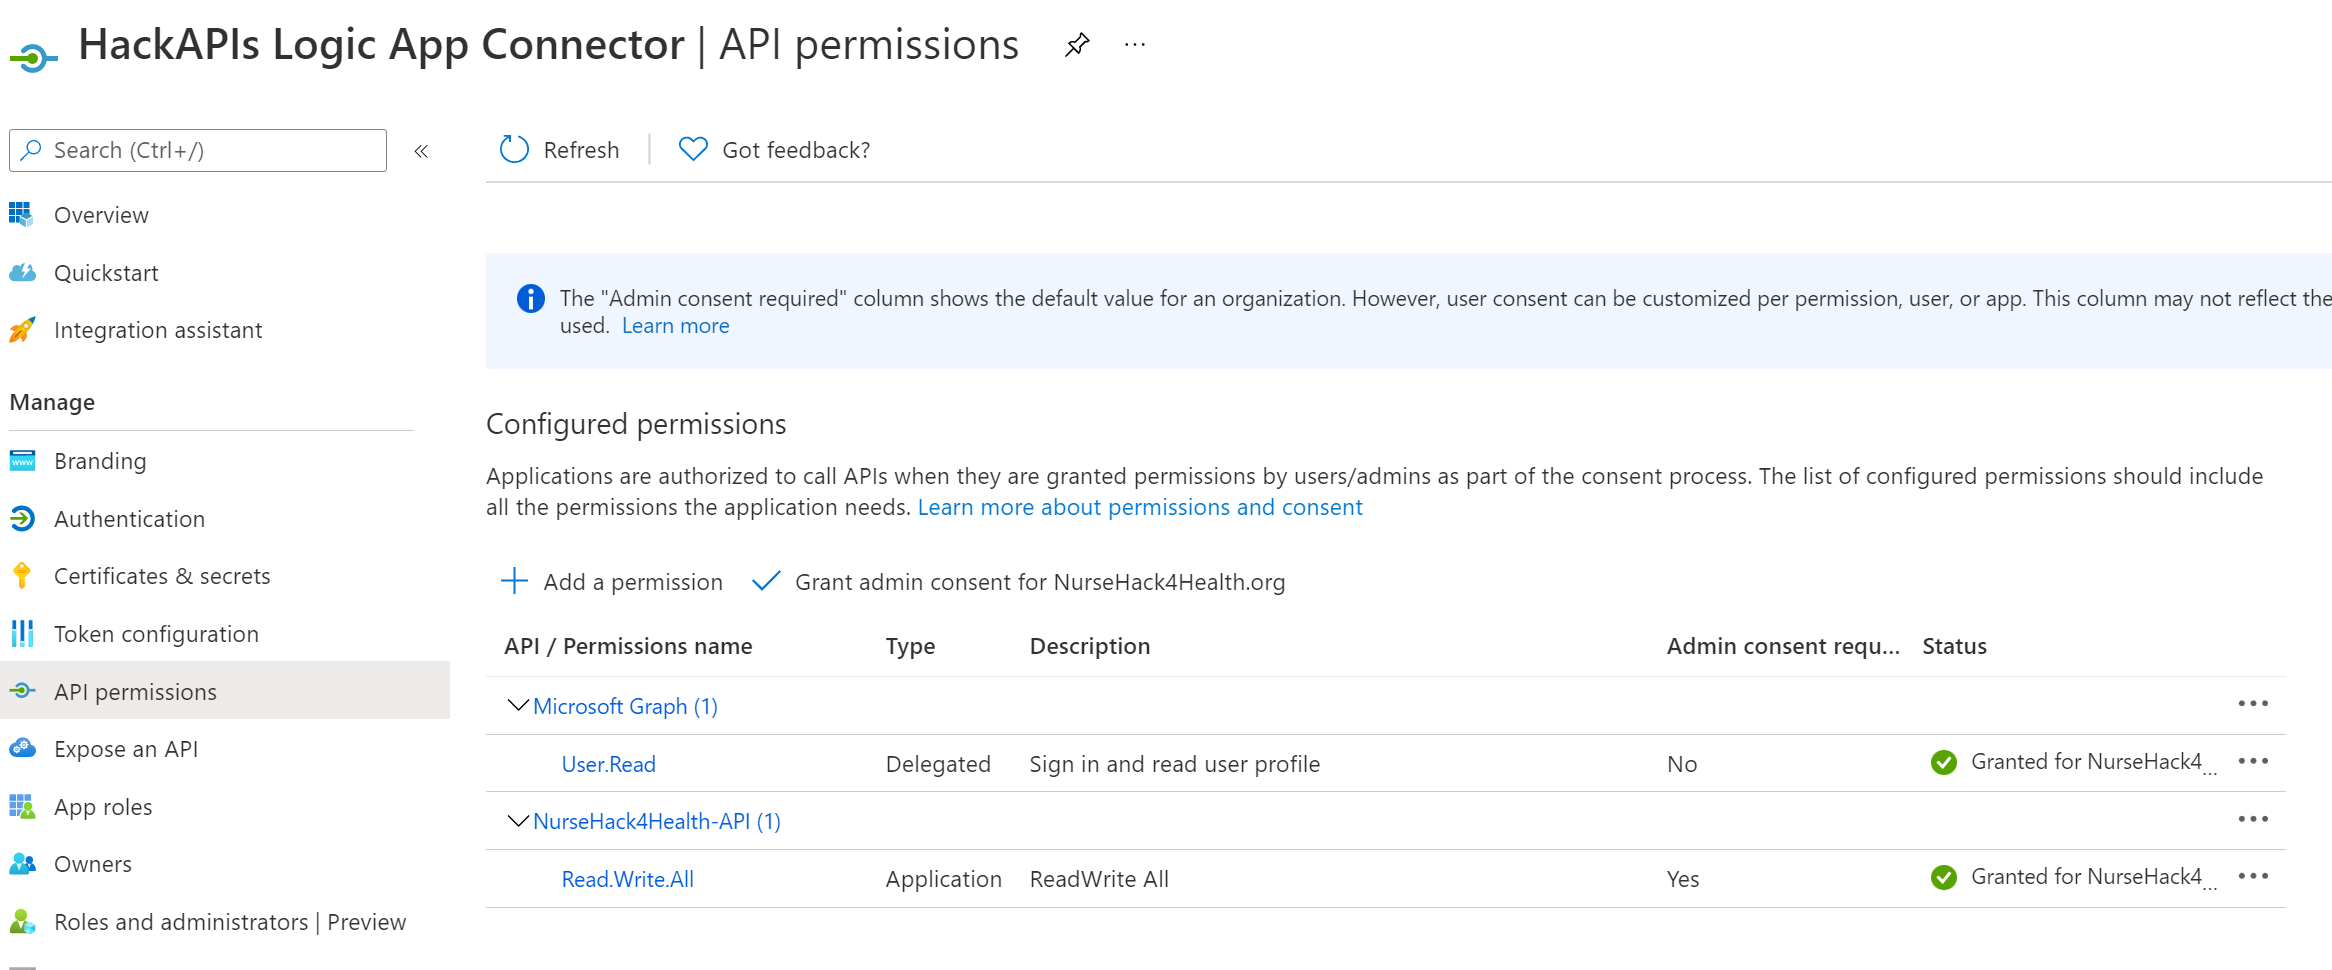 HackAPIs Logic App Connector | API permissions
Search (Ctrl+/)
Overview
Quickstart
Integration assistant
Manage
Branding
Authentication
Certificates & secrets
Token configuration
API permissions
Expose an API
App roles
Owners
Roles and administrators | Preview
Refresh
Got feedback?
The "Admin consent required" column shows the default value for an organization. However, user consent can be customized per permission, user, or app. This column may not reflect the
used. Learn more
Configured permissions
Applications are authorized to call APIs when they are granted permissions by users/admins as part of the consent process. The list of configured permissions should include
all the permissions the application needs. Learn more about permissions and consent
Add a permission Grant admin consent for NurseHack4Health.org
API / Permissions name Type Description Admin consent requ... Status
Microsoft Graph (1)
User.Read Delegated Sign in and read user profile No Granted for NurseHack4...
NurseHack4Health-API (1)
Read.Write.All Application ReadWrite All Yes Granted for NurseHack4...